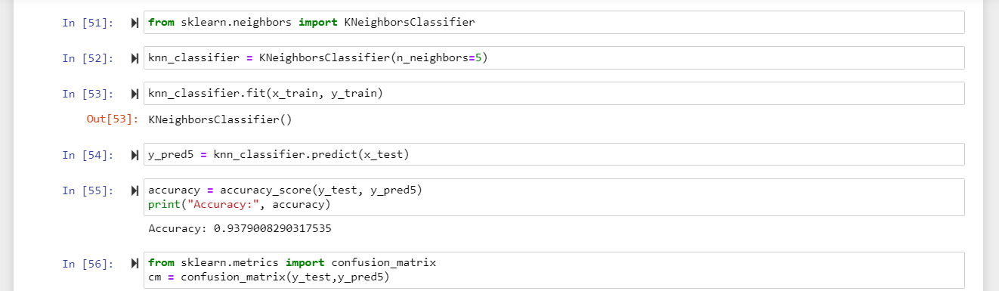 In [51]: from sklearn.neighbors import KNeighborsClassifier
In [52]: knn_classifier = KNeighborsClassifier(n_neighbors=5)
In [53]: knn_classifier.fit(x_train, y_train)
Out[53]: KNeighborsClassifier()
In [54]: y_pred5 = knn_classifier.predict(x_test)
In [55]: accuracy = accuracy_score(y_test, y_pred5)
print("Accuracy:", accuracy)
Accuracy: 0.9379008290317535
In [56]: from sklearn.metrics import confusion_matrix
cm = confusion_matrix(y_test,y_pred5)